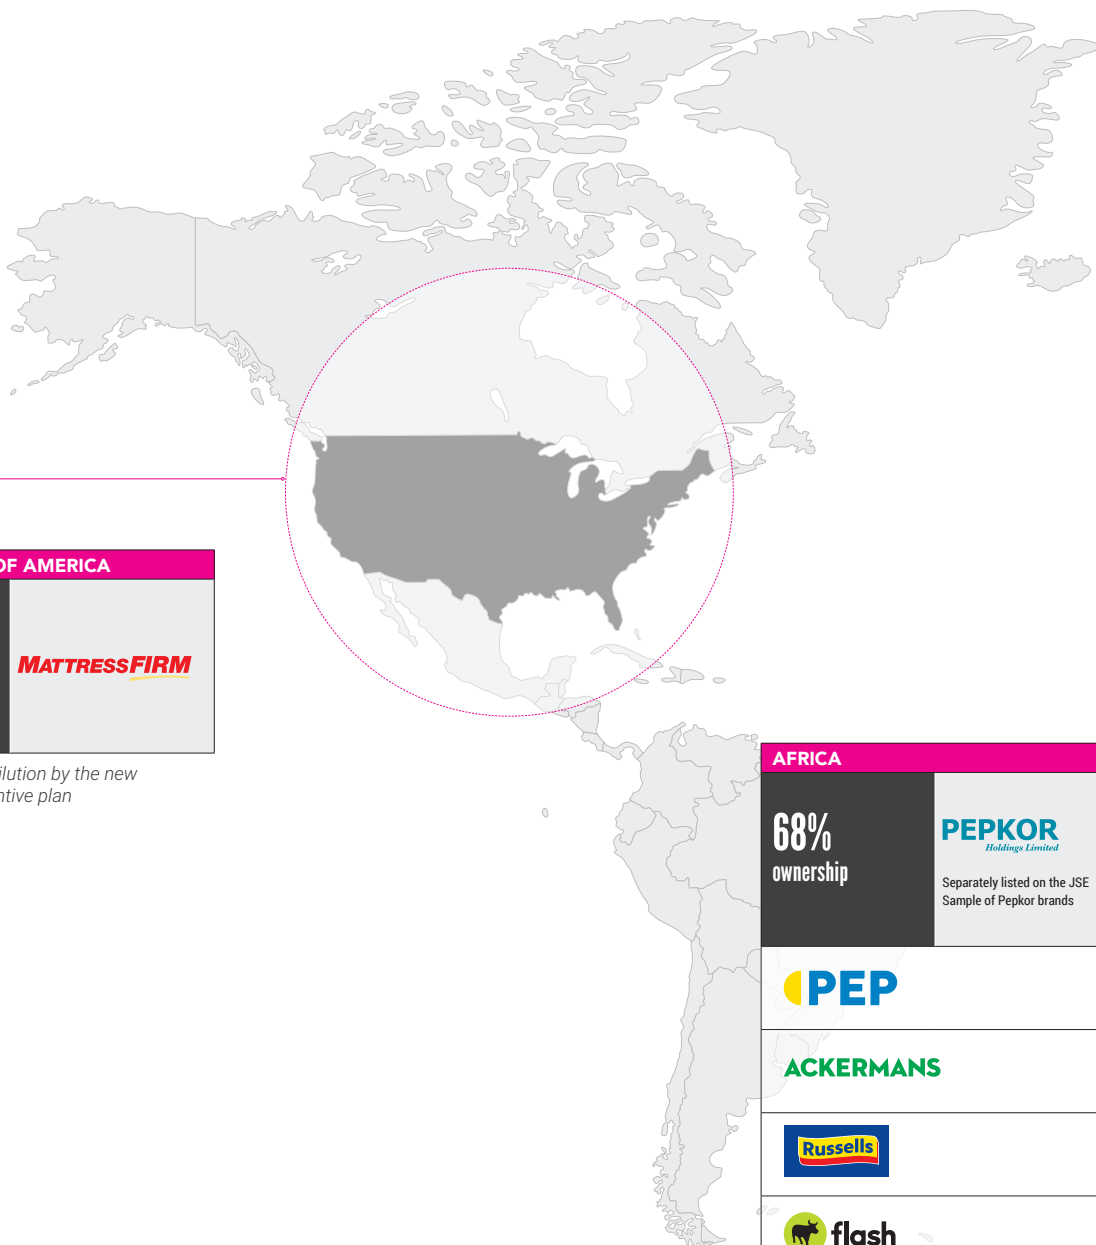 OF AMERICA
MATTRESSFIRM
ilution by the new
ntive plan
AFRICA
68%
ownership
PEPKOR
Holdings Limited
Separately listed on the JSE
Sample of Pepkor brands
PEP
ACKERMANS
Russells
flash